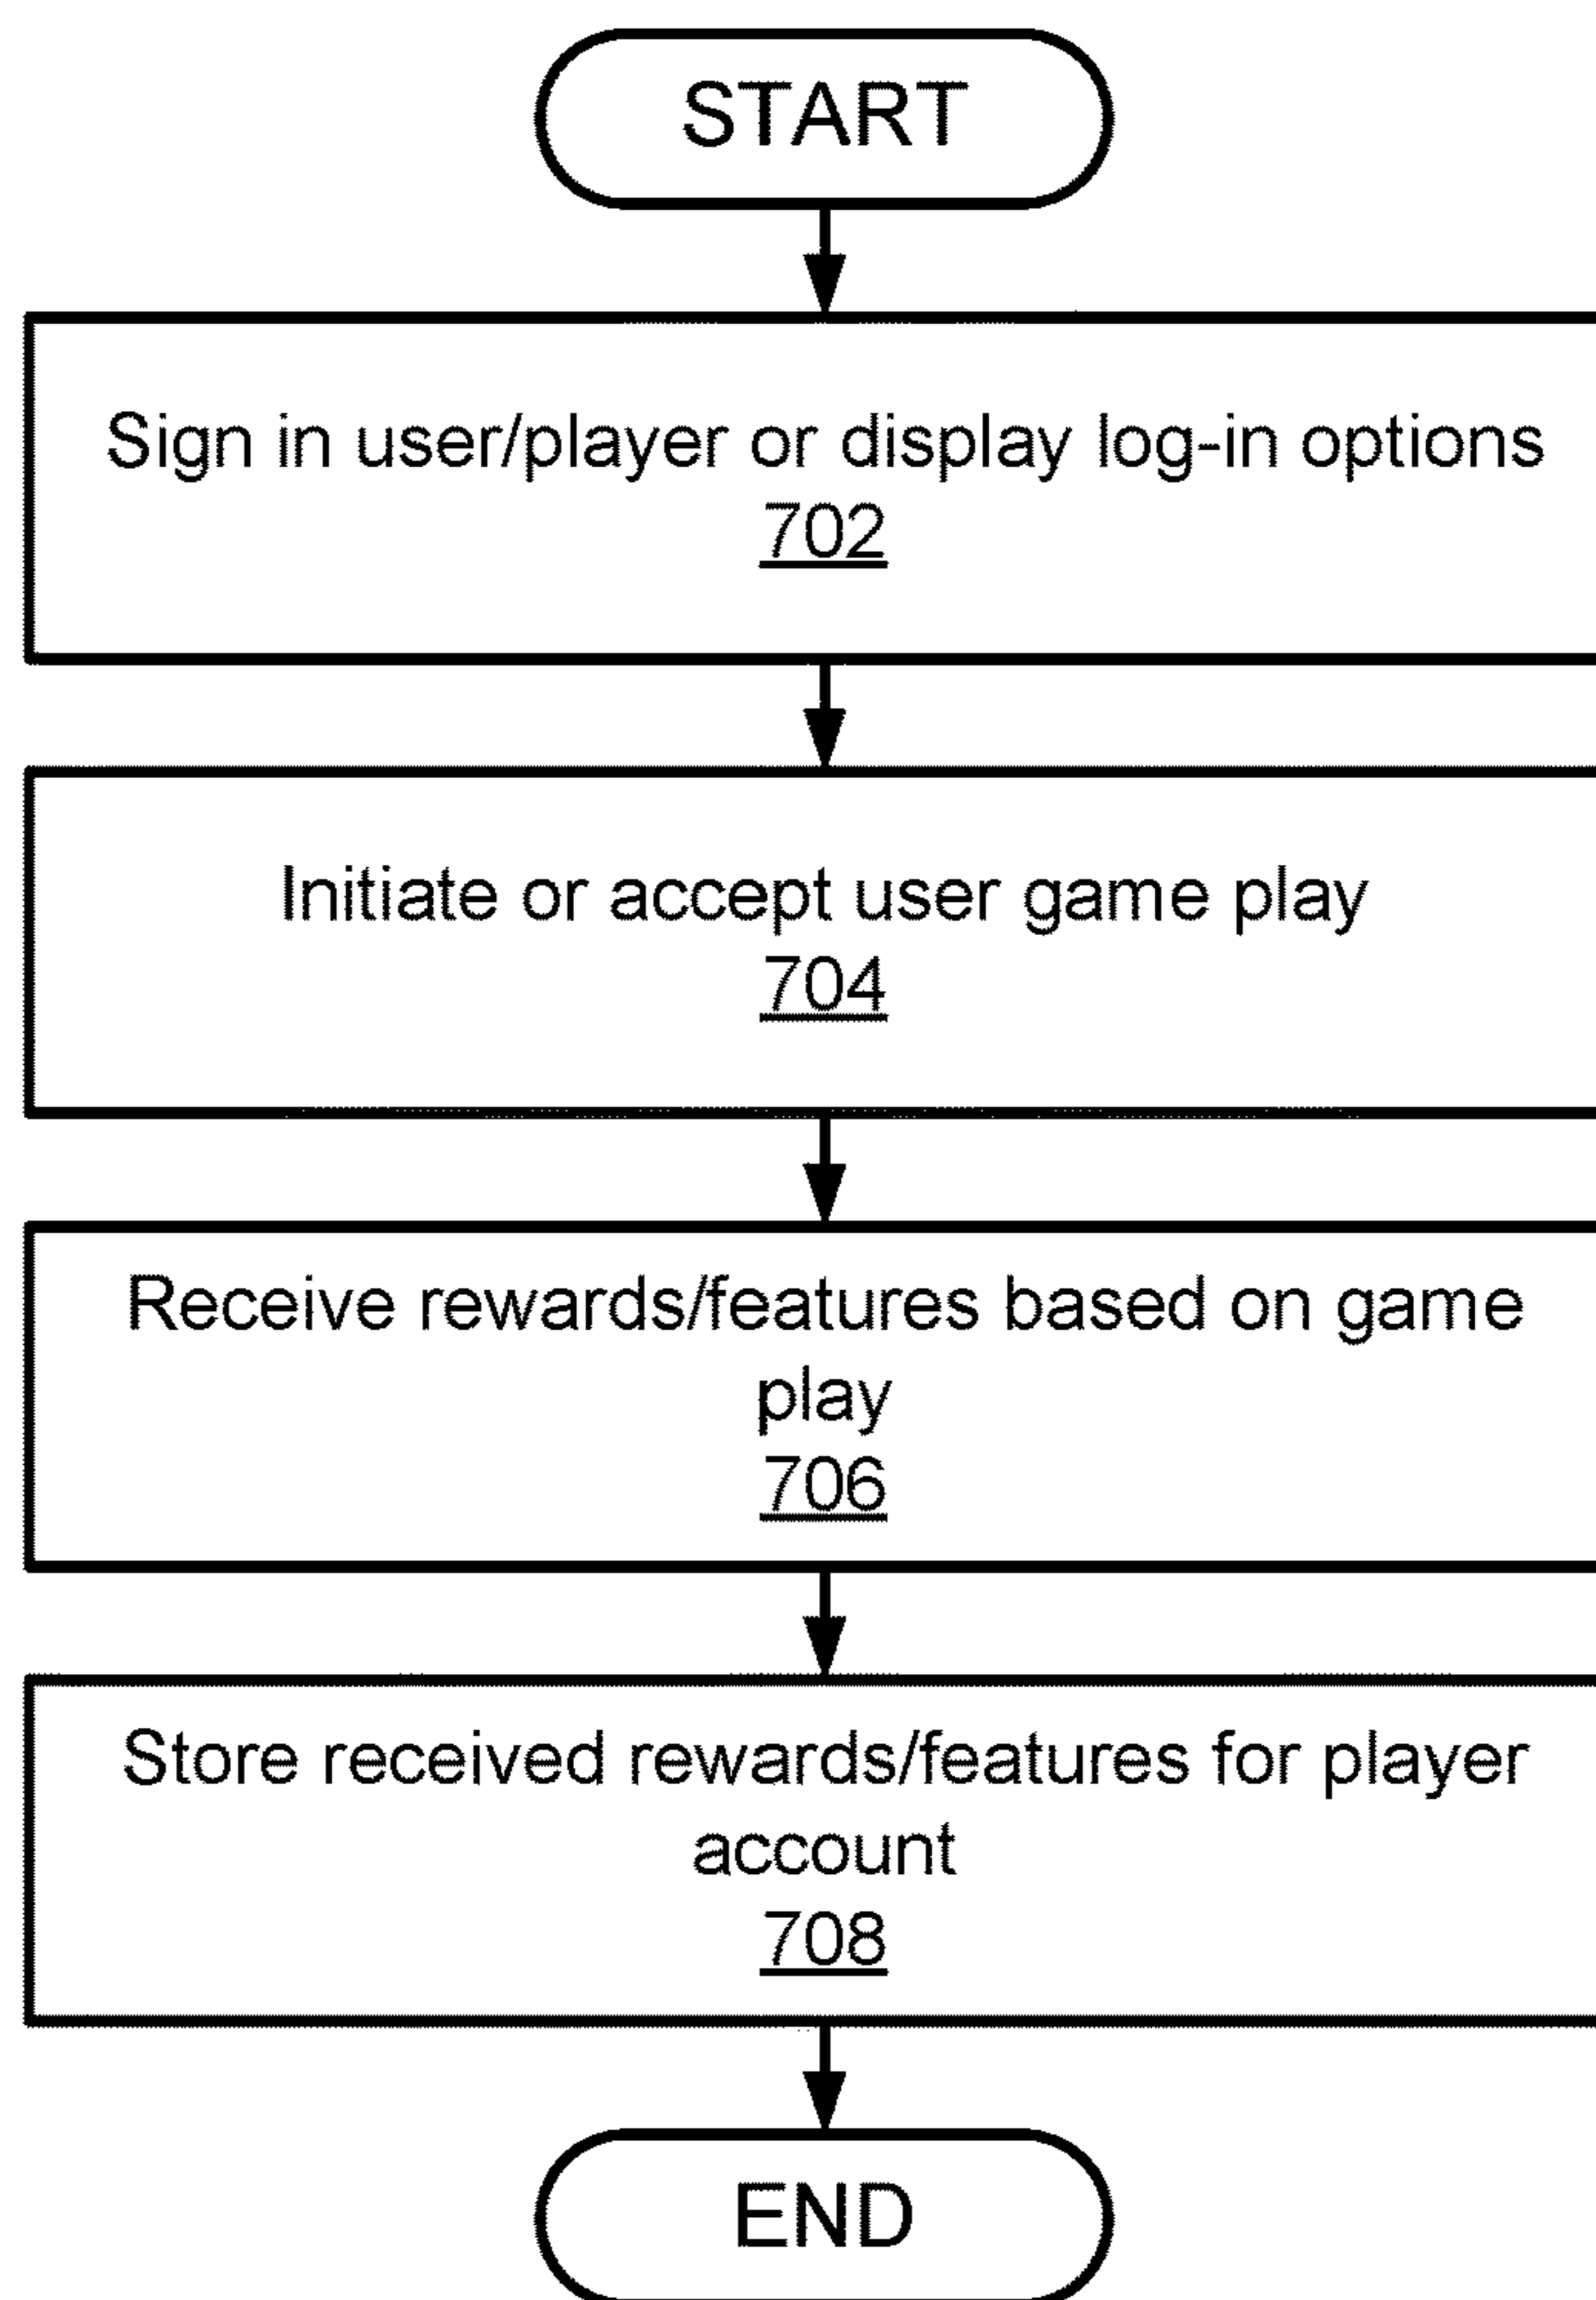 START
Sign in user/player or display log-in options
702
Initiate or accept user game play
704
Receive rewards/features based on game
play
706
Store received rewards/features for player
account
708
END